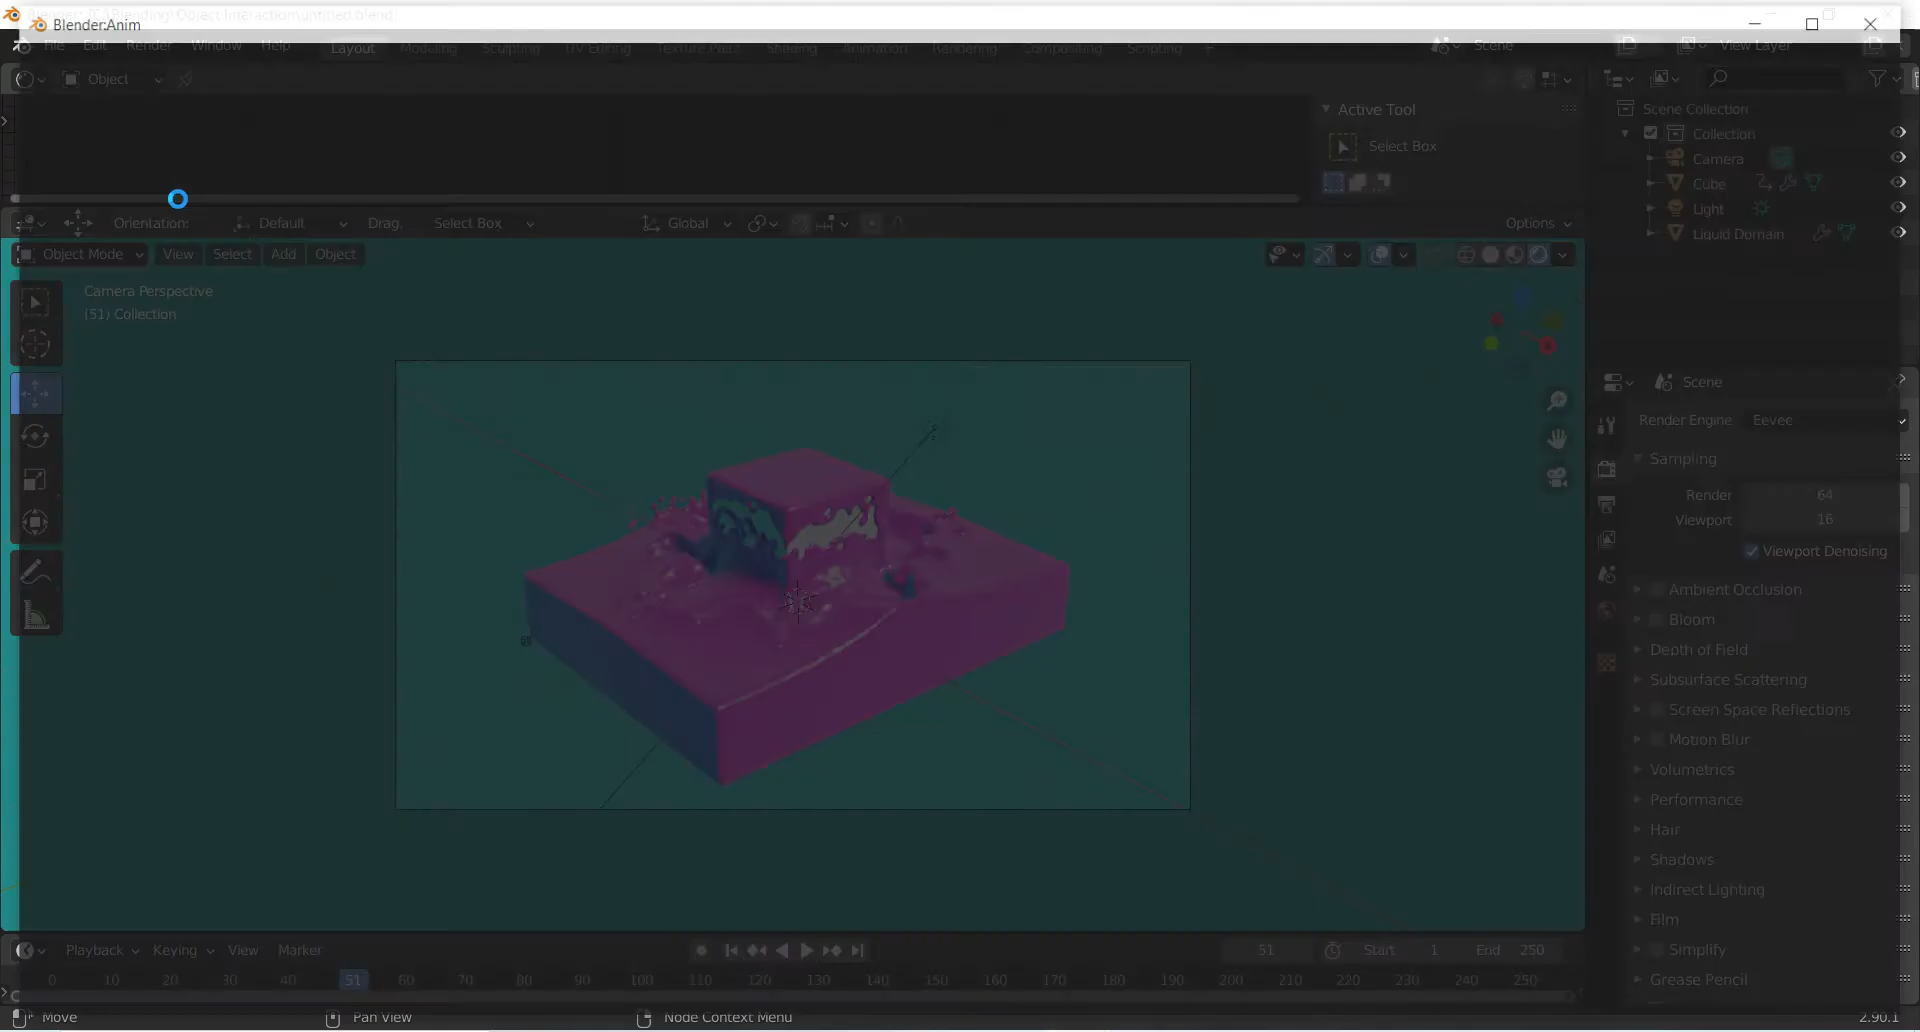 Blender: [C:\Blending\ Object Interaction\untitled.blend]
Blender:Anim
File Edit Render Window Help Layout Modeling Sculpting UV Editing Texture Paint Shading Animation Rendering Compositing Scripting + Scene View Layer
Object
Active Tool
Select Box
Scene Collection
Collection
Camera
Cube
Light
Liquid Domain
Orientation: Default Drag: Select Box Global Options
Object Mode View Select Add Object
Camera Perspective
(51) Collection
Scene
Render Engine Eevee
Sampling
Render 64
Viewport 16
Viewport Denoising
Ambient Occlusion
Bloom
Depth of Field
Subsurface Scattering
Screen Space Reflections
Motion Blur
Volumetrics
Performance
Hair
Shadows
Indirect Lighting
Film
Simplify
Grease Pencil
Playback Keying View Marker 51 Start 1 End 250
0 10 20 30 40 51 60 70 80 90 100 110 120 130 140 150 160 170 180 190 200 210 220 230 240 250
Move Pan View Node Context Menu 2.90.1